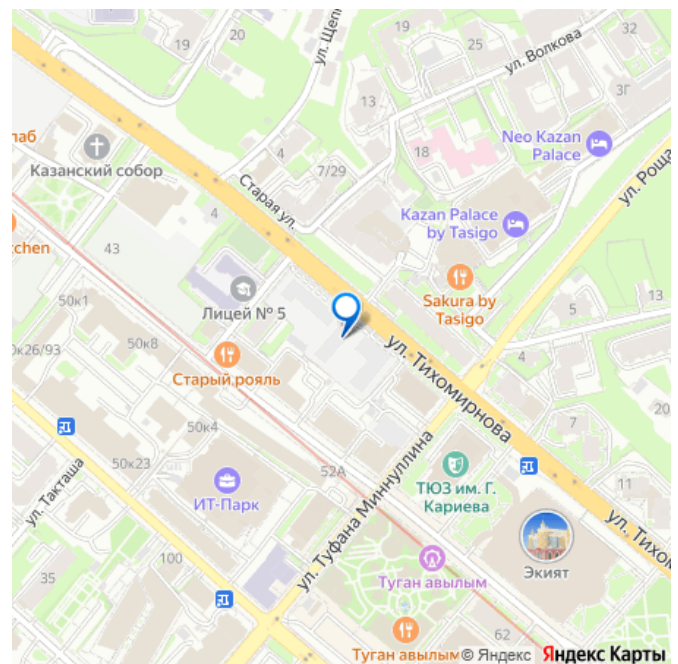 19
20
ул. Щеп
19
25
ул. Волкова
32
3Г
13
лаб
Казанский собор
4
7/29
18
Neo Kazan
Palace
ул. Роща
Старая ул.
4
Kazan Palace
by Tasigo
tchen
43
Лицей № 5
Sakura by
Tasigo
5
13
50к1
50к8
0к26/93
Старый рояль
ул. Тихомирнова
4
20
50к4
7
50к23
52А
ул. Такташа
ИТ-Парк
ул. Туфана Миннуллина
ТЮЗ им. Г.
Кариева
11
ул. Тихом
Экият
100
35
Туган авылым
62
Туган авылым
© Яндекс Яндекс Карты